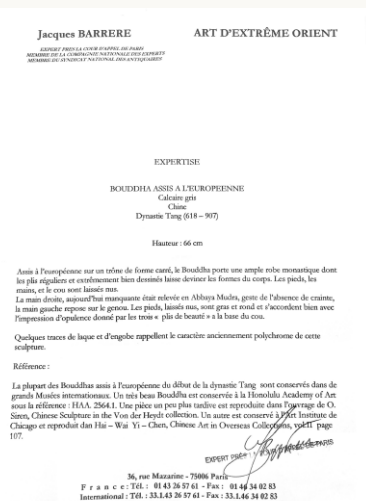 Jacques BARRERE
ART D'EXTRÊME ORIENT
EXPERT PRES LA COUR D'APPEL DE PARIS
MEMBRE DE LA COMPAGNIE NATIONALE DES EXPERTS
MEMBRE DU SYNDICAT NATIONAL DES ANTIQUAIRES
EXPERTISE
BOUDDHA ASSIS A L'EUROPEENNE
Calcaire gris
Chine
Dynastie Tang (618 – 907)
Hauteur : 66 cm
Assis à l'européenne sur un trône de forme carré, le Bouddha porte une ample robe monastique dont
les plis réguliers et extrêmement bien dessinés laisse deviner les formes du corps. Les pieds, les
mains, et le cou sont laissés nus.
La main droite, aujourd'hui manquante était relevée en Abhaya Mudra, geste de l'absence de crainte,
la main gauche repose sur le genou. Les pieds, laissés nus, sont gras et rond et s'accordent bien avec
l'impression d'opulence donné par les trois « plis de beauté » à la base du cou.
Quelques traces de laque et d'engobe rappellent le caractère anciennement polychrome de cette
sculpture.
Référence :
La plupart des Bouddhas assis à l'européenne du début de la dynastie Tang sont conservés dans de
grands Musées internationaux. Un très beau Bouddha est conservée à la Honolulu Academy of Art
sous la référence : HAA. 2564.1. Une pièce un peu plus tardive est reproduite dans l'ouvrage de O.
Siren, Chinese Sculpture in the Von der Heydt collection. Un autre est conservé à l'Art Institute de
Chicago et reproduit dan Hai – Wai Yi – Chen, Chinese Art in Overseas Collections, vol.II page
107.
EXPERT PRÈS LA COUR D'APPEL DE PARIS
36, rue Mazarine - 75006 Paris
France : Tél. : 01 43 26 57 61 - Fax : 01 46 34 02 83
International : Tél. : 33.1.43 26 57 61 - Fax : 33.1.46 34 02 83